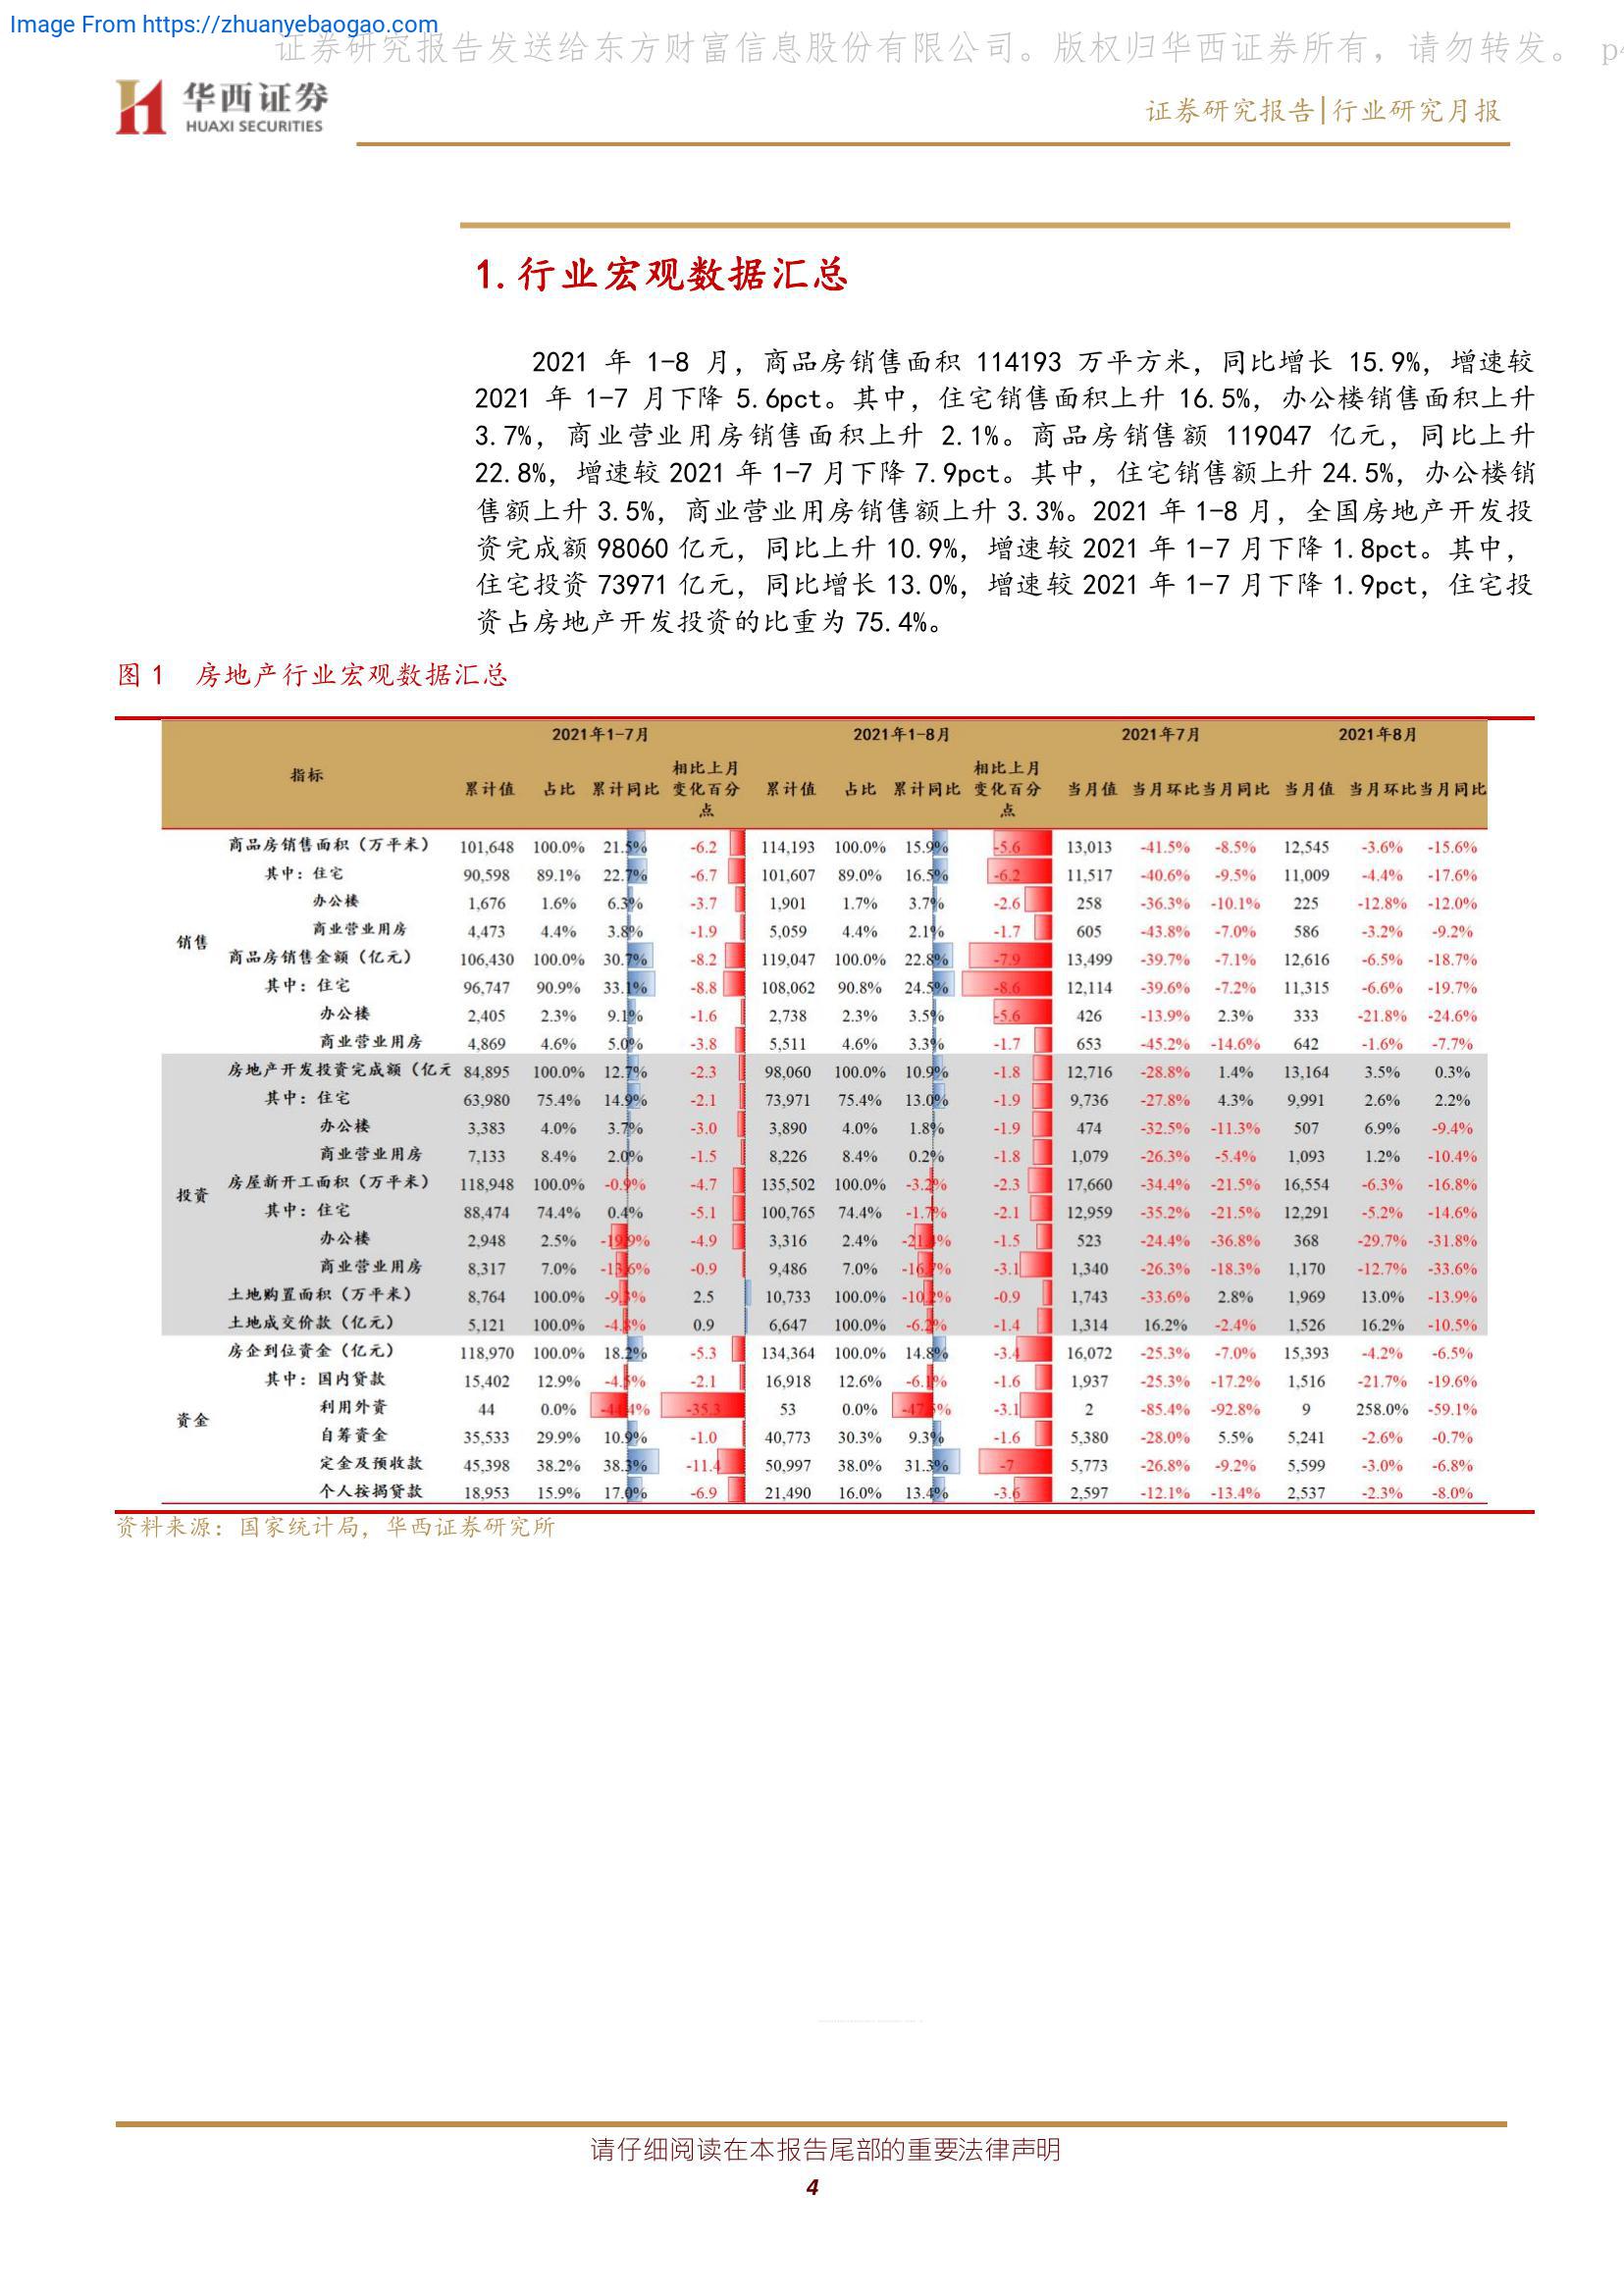 Image From https://zhuanyebaogao.com
证券研究报告发送给东方财富信息股份有限公司。版权归华西证券所有，请勿转发。 p4
华西证券
HUAXI SECURITIES
证券研究报告|行业研究月报
1.行业宏观数据汇总
2021 年 1-8 月，商品房销售面积 114193 万平方米，同比增长 15.9%，增速较
2021 年 1-7 月下降 5.6pct。其中，住宅销售面积上升 16.5%，办公楼销售面积上升
3.7%，商业营业用房销售面积上升 2.1%。商品房销售额 119047 亿元，同比上升
22.8%，增速较 2021 年 1-7 月下降 7.9pct。其中，住宅销售额上升 24.5%，办公楼销
售额上升 3.5%，商业营业用房销售额上升 3.3%。2021 年 1-8 月，全国房地产开发投
资完成额 98060 亿元，同比上升 10.9%，增速较 2021 年 1-7 月下降 1.8pct。其中，
住宅投资 73971 亿元，同比增长 13.0%，增速较 2021 年 1-7 月下降 1.9pct，住宅投
资占房地产开发投资的比重为 75.4%。
图 1 房地产行业宏观数据汇总
2021年1-7月 2021年1-8月 2021年7月 2021年8月
指标 累计值 占比 累计同比 相比上月变化百分点 累计值 占比 累计同比 相比上月变化百分点 当月值 当月环比 当月同比 当月值 当月环比 当月同比
销售
商品房销售面积（万平米） 101,648 100.0% 21.5% -6.2 114,193 100.0% 15.9% -5.6 13,013 -41.5% -8.5% 12,545 -3.6% -15.6%
其中：住宅 90,598 89.1% 22.7% -6.7 101,607 89.0% 16.5% -6.2 11,517 -40.6% -9.5% 11,009 -4.4% -17.6%
办公楼 1,676 1.6% 6.3% -3.7 1,901 1.7% 3.7% -2.6 258 -36.3% -10.1% 225 -12.8% -12.0%
商业营业用房 4,473 4.4% 3.8% -1.9 5,059 4.4% 2.1% -1.7 605 -43.8% -7.0% 586 -3.2% -9.2%
商品房销售金额（亿元） 106,430 100.0% 30.7% -8.2 119,047 100.0% 22.8% -7.9 13,499 -39.7% -7.1% 12,616 -6.5% -18.7%
其中：住宅 96,747 90.9% 33.1% -8.8 108,062 90.8% 24.5% -8.6 12,114 -39.6% -7.2% 11,315 -6.6% -19.7%
办公楼 2,405 2.3% 9.1% -1.6 2,738 2.3% 3.5% -5.6 426 -13.9% 2.3% 333 -21.8% -24.6%
商业营业用房 4,869 4.6% 5.0% -3.8 5,511 4.6% 3.3% -1.7 653 -45.2% -14.6% 642 -1.6% -7.7%
投资
房地产开发投资完成额（亿元 84,895 100.0% 12.7% -2.3 98,060 100.0% 10.9% -1.8 12,716 -28.8% 1.4% 13,164 3.5% 0.3%
其中：住宅 63,980 75.4% 14.9% -2.1 73,971 75.4% 13.0% -1.9 9,736 -27.8% 4.3% 9,991 2.6% 2.2%
办公楼 3,383 4.0% 3.7% -3.0 3,890 4.0% 1.8% -1.9 474 -32.5% -11.3% 507 6.9% -9.4%
商业营业用房 7,133 8.4% 2.0% -1.5 8,226 8.4% 0.2% -1.8 1,079 -26.3% -5.4% 1,093 1.2% -10.4%
房屋新开工面积（万平米） 118,948 100.0% -0.9% -4.7 135,502 100.0% -3.2% -2.3 17,660 -34.4% -21.5% 16,554 -6.3% -16.8%
其中：住宅 88,474 74.4% 0.4% -5.1 100,765 74.4% -1.7% -2.1 12,959 -35.2% -21.5% 12,291 -5.2% -14.6%
办公楼 2,948 2.5% -19.9% -4.9 3,316 2.4% -21.4% -1.5 523 -24.4% -36.8% 368 -29.7% -31.8%
商业营业用房 8,317 7.0% -13.6% -0.9 9,486 7.0% -16.7% -3.1 1,340 -26.3% -18.3% 1,170 -12.7% -33.6%
土地购置面积（万平米） 8,764 100.0% -9.3% 2.5 10,733 100.0% -10.2% -0.9 1,743 -33.6% 2.8% 1,969 13.0% -13.9%
土地成交价款（亿元） 5,121 100.0% -4.8% 0.9 6,647 100.0% -6.2% -1.4 1,314 16.2% -2.4% 1,526 16.2% -10.5%
资金
房企到位资金（亿元） 118,970 100.0% 18.2% -5.3 134,364 100.0% 14.8% -3.4 16,072 -25.3% -7.0% 15,393 -4.2% -6.5%
其中：国内贷款 15,402 12.9% -4.5% -2.1 16,918 12.6% -6.1% -1.6 1,937 -25.3% -17.2% 1,516 -21.7% -19.6%
利用外资 44 0.0% -44.4% -35.3 53 0.0% -47.5% -3.1 2 -85.4% -92.8% 9 258.0% -59.1%
自筹资金 35,533 29.9% 10.9% -1.0 40,773 30.3% 9.3% -1.6 5,380 -28.0% 5.5% 5,241 -2.6% -0.7%
定金及预收款 45,398 38.2% 38.3% -11.4 50,997 38.0% 31.3% -7 5,773 -26.8% -9.2% 5,599 -3.0% -6.8%
个人按揭贷款 18,953 15.9% 17.0% -6.9 21,490 16.0% 13.4% -3.6 2,597 -12.1% -13.4% 2,537 -2.3% -8.0%
资料来源：国家统计局，华西证券研究所
请仔细阅读在本报告尾部的重要法律声明
4